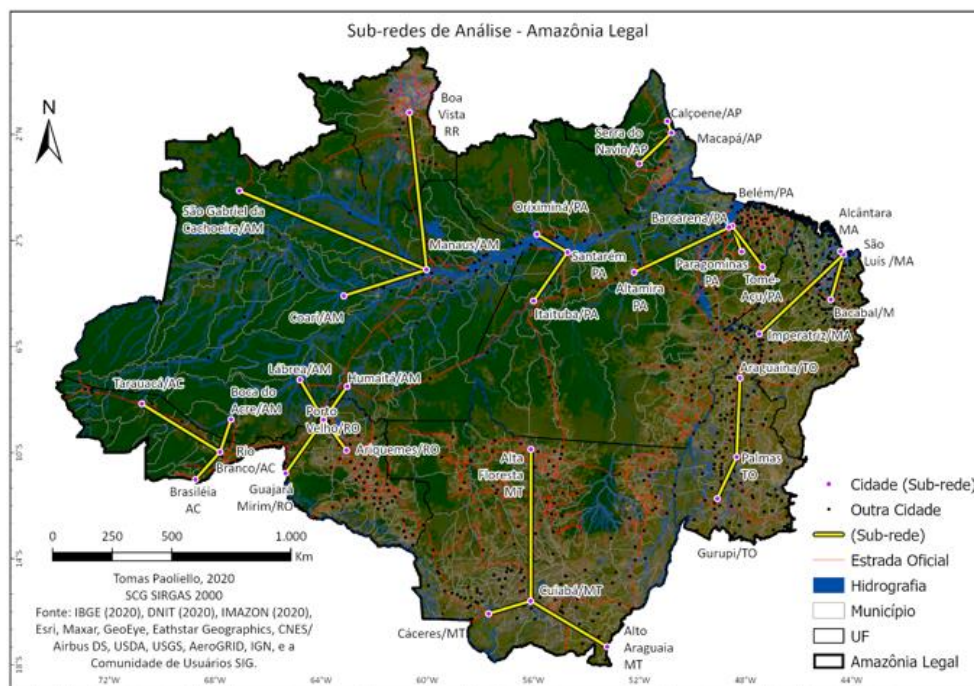 Sub-redes de Análise - Amazônia Legal
N
Boa
Vista
RR
Calçoene/AP
Serra do
Navio/AP
Macapá/AP
2°N
São Gabriel da
Cachoeira/AM
Oriximiná/PA
Belém/PA
Barcarena/PA
Alcântara
MA
Manaus/AM
São
Luís /MA
2°S
Santarém
PA
Paragominas
PA
Tomé-
Açu/PA
Altamira
PA
Coari/AM
Itaituba/PA
Bacabal/M
Imperatriz/MA
6°S
Lábrea/AM
Humaitá/AM
Araguaína/TO
Tarauacá/AC
Boca do
Acre/AM
Porto
Velho/RO
Ariquemes/RO
Rio
Branco/AC
Alta
Floresta
MT
Palmas
TO
10°S
Brasiléia
AC
Guajará
Mirim/RO
Gurupi/TO
Cidade (Sub-rede)
Outra Cidade
(Sub-rede)
Estrada Oficial
Hidrografia
Município
UF
Amazônia Legal
0 250 500 1.000
Km
14°S
Tomas Paoliello, 2020
SCG SIRGAS 2000
Fonte: IBGE (2020), DNIT (2020), IMAZON (2020),
Esri, Maxar, GeoEye, Eathstar Geographics, CNES/
Airbus DS, USDA, USGS, AeroGRID, IGN, e a
Comunidade de Usuários SIG.
Cuiabá/MT
Cáceres/MT
Alto
Araguaia
MT
18°S
72°W 68°W 64°W 60°W 56°W 52°W 48°W 44°W